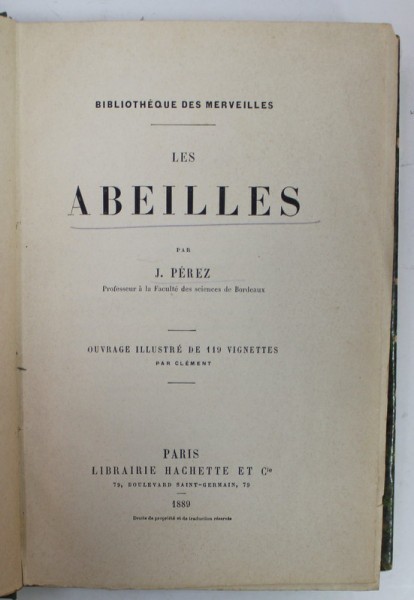 BIBLIOTHÈQUE DES MERVEILLES
LES
ABEILLES
PAR
J. PÉREZ
Professeur à la Faculté des sciences de Bordeaux
OUVRAGE ILLUSTRÉ DE 119 VIGNETTES
PAR CLÉMENT
PARIS
LIBRAIRIE HACHETTE ET Cie
79, BOULEVARD SAINT-GERMAIN, 79
1889
Droits de propriété et de traduction réservés